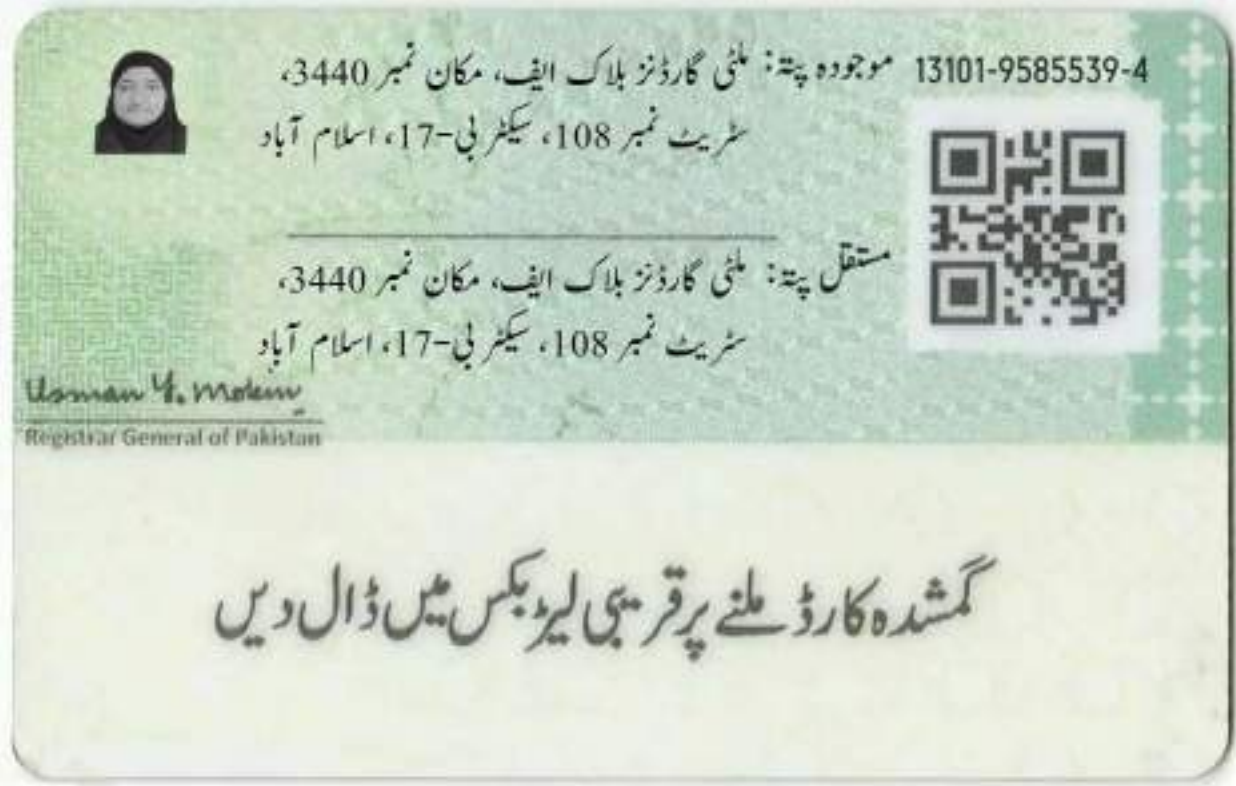 13101-9585539-4
موجودہ پتہ: ملٹی گارڈنز بلاک ایف، مکان نمبر 3440،
سٹریٹ نمبر 108، سیکٹر بی-17، اسلام آباد
مستقل پتہ: ملٹی گارڈنز بلاک ایف، مکان نمبر 3440،
سٹریٹ نمبر 108، سیکٹر بی-17، اسلام آباد
Usman Y. Mobin
Registrar General of Pakistan
گمشدہ کارڈ ملنے پر قریبی لیٹر بکس میں ڈال دیں